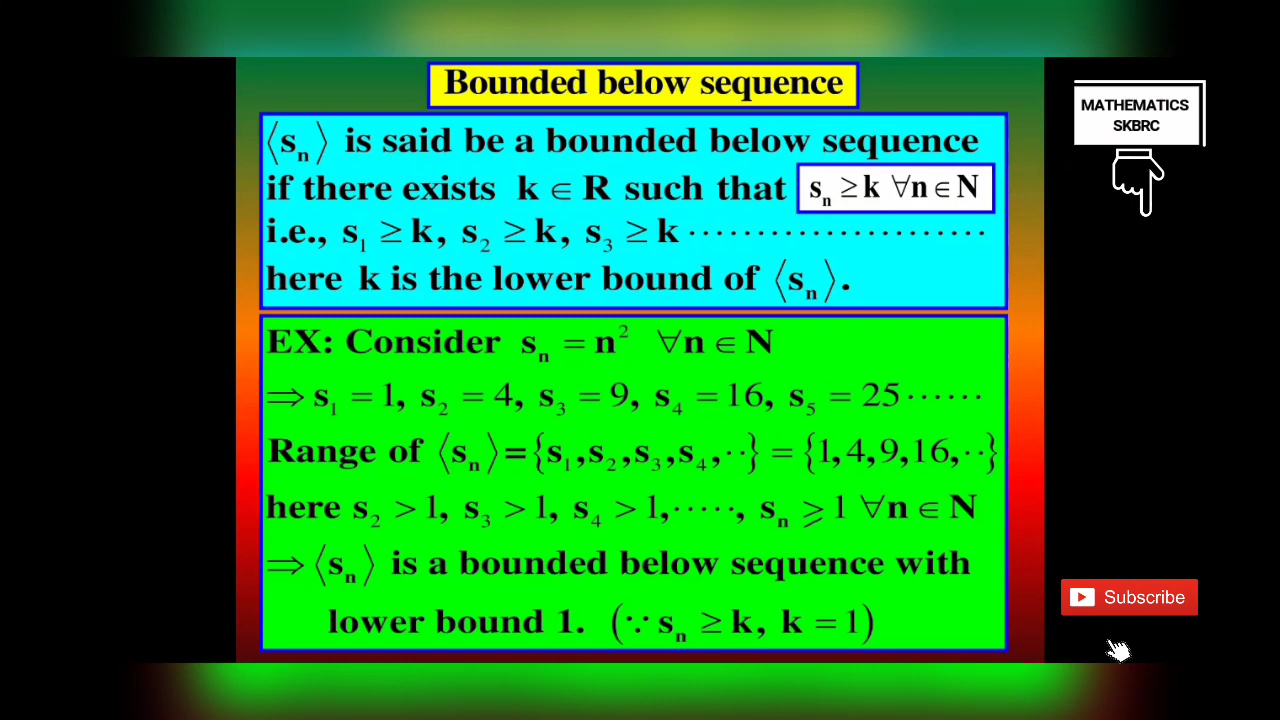 Bounded below sequence
⟨sₙ⟩ is said be a bounded below sequence
if there exists k ∈ R such that sₙ ≥ k ∀n ∈ N
i.e., s₁ ≥ k, s₂ ≥ k, s₃ ≥ k ······················
here k is the lower bound of ⟨sₙ⟩.
EX: Consider sₙ = n² ∀n ∈ N
⇒ s₁ = 1, s₂ = 4, s₃ = 9, s₄ = 16, s₅ = 25 ······
Range of ⟨sₙ⟩ = {s₁,s₂,s₃,s₄,··} = {1,4,9,16,··}
here s₂ > 1, s₃ > 1, s₄ > 1,·····, sₙ ≥ 1 ∀n ∈ N
⇒ ⟨sₙ⟩ is a bounded below sequence with
lower bound 1. (∵ sₙ ≥ k, k = 1)
MATHEMATICS
SKBRC
Subscribe